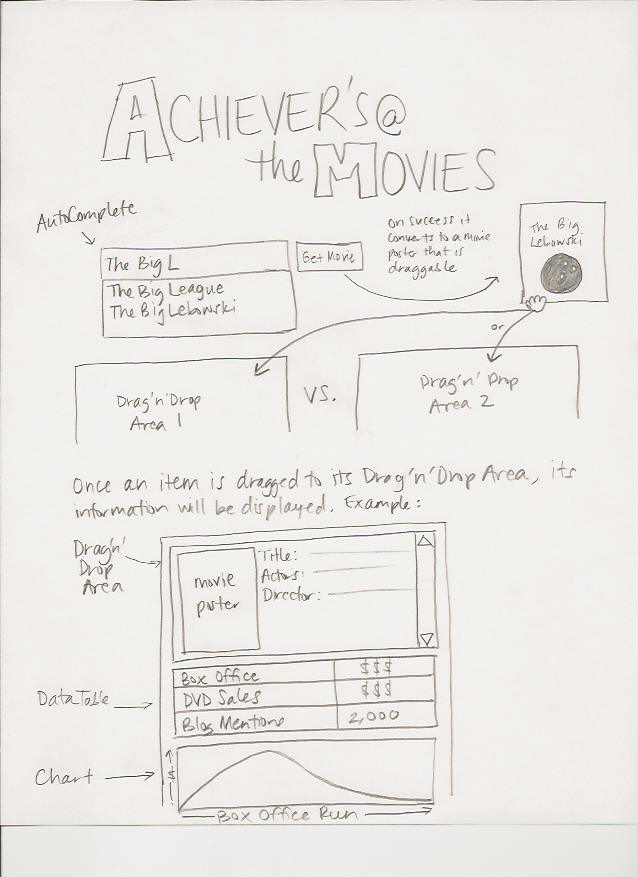 ACHIEVER'S@
the MOVIES
AutoComplete
The Big L
Get Movie
The Big League
The Big Lebowski
on success it
converts to a movie
poster that is
draggable
The Big
Lebowski
or
Drag'n'Drop
Area 1
VS.
Drag'n' Drop
Area 2
Once an item is dragged to its Drag'n'Drop Area, its
information will be displayed. Example:
Drag'n'
Drop
Area
movie
poster
Title:
Actors:
Director:
DataTable
Box Office $$$
DVD Sales $$$
Blog Mentions 2,000
Chart
$
Box Office Run